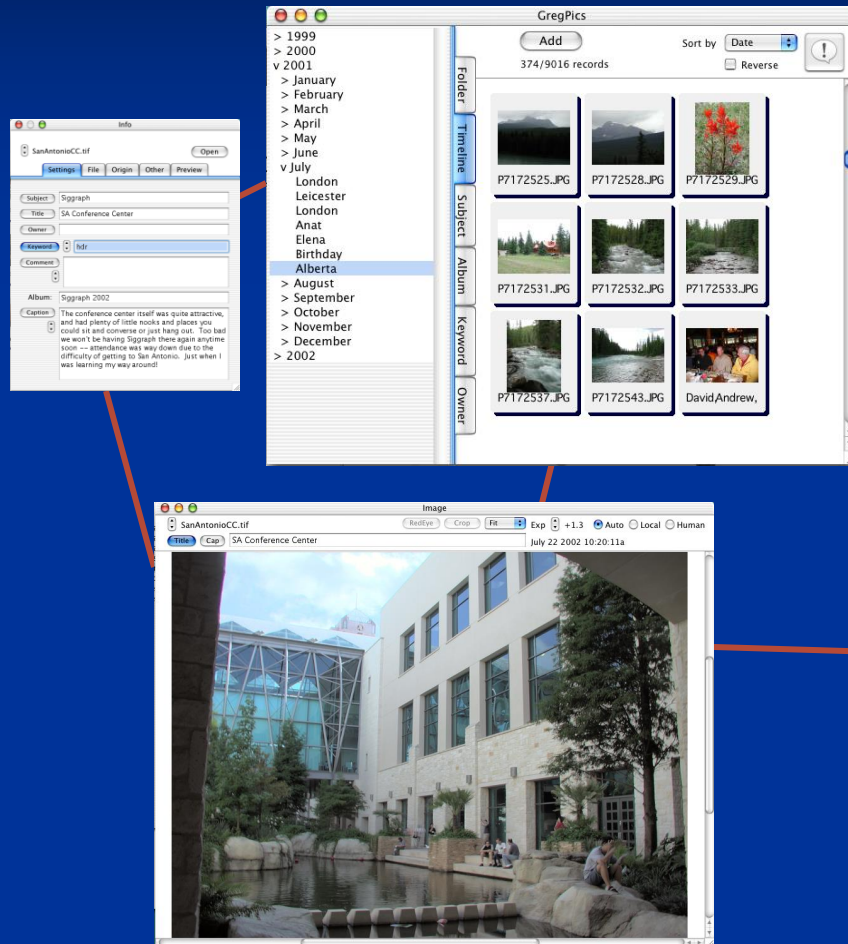 GregPics
> 1999
> 2000
v 2001
> January
> February
> March
> April
> May
> June
v July
London
Leicester
London
Anat
Elena
Birthday
Alberta
> August
> September
> October
> November
> December
> 2002
Add
374/9016 records
Sort by Date
Reverse
!
Folder
Timeline
Subject
Album
Keyword
Owner
P7172525.JPG
P7172528.JPG
P7172529.JPG
P7172531.JPG
P7172532.JPG
P7172533.JPG
P7172537.JPG
P7172543.JPG
David,Andrew,
Info
SanAntonioCC.tif
Open
Settings File Origin Other Preview
Subject Siggraph
Title SA Conference Center
Owner
Keyword hdr
Comment
Album: Siggraph 2002
Caption The conference center itself was quite attractive,
and had plenty of little nooks and places you
could sit and converse or just hang out. Too bad
we won't be having Siggraph there again anytime
soon -- attendance was way down due to the
difficulty of getting to San Antonio. Just when I
was learning my way around!
Image
SanAntonioCC.tif RedEye Crop Fit Exp +1.3 Auto Local Human
Title Cap SA Conference Center July 22 2002 10:20:11a